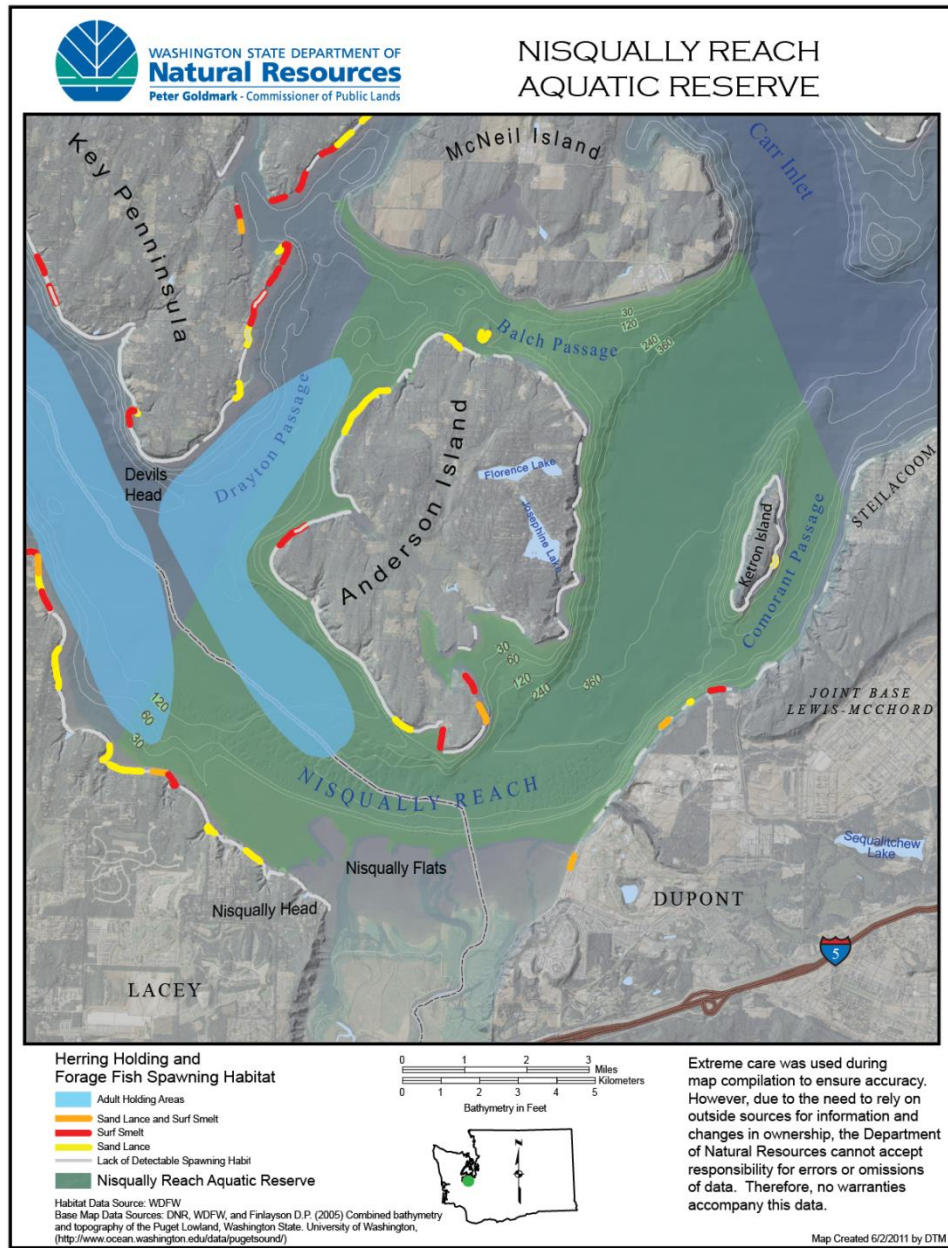 WASHINGTON STATE DEPARTMENT OF
Natural Resources
Peter Goldmark - Commissioner of Public Lands
NISQUALLY REACH
AQUATIC RESERVE
Key Penninsula
McNeil Island
Carr Inlet
30
120
240
360
Balch Passage
Drayton Passage
Devils
Head
Anderson Island
Florence Lake
Josephine Lake
Ketron Island
Comorant Passage
STEILACOOM
30
60
120
240
360
120
60
30
JOINT BASE
LEWIS-MCCHORD
NISQUALLY REACH
Nisqually Flats
Nisqually Head
Sequalitchew
Lake
DUPONT
5
LACEY
Herring Holding and
Forage Fish Spawning Habitat
Adult Holding Areas
Sand Lance and Surf Smelt
Surf Smelt
Sand Lance
Lack of Detectable Spawning Habit
Nisqually Reach Aquatic Reserve
Habitat Data Source: WDFW
Base Map Data Sources: DNR, WDFW, and Finlayson D.P. (2005) Combined bathymetry
and topography of the Puget Lowland, Washington State. University of Washington,
(http://www.ocean.washington.edu/data/pugetsound/)
0 1 2 3
Miles
Kilometers
0 1 2 3 4 5
Bathymetry in Feet
N
Extreme care was used during
map compilation to ensure accuracy.
However, due to the need to rely on
outside sources for information and
changes in ownership, the Department
of Natural Resources cannot accept
responsibility for errors or omissions
of data. Therefore, no warranties
accompany this data.
Map Created 6/2/2011 by DTM